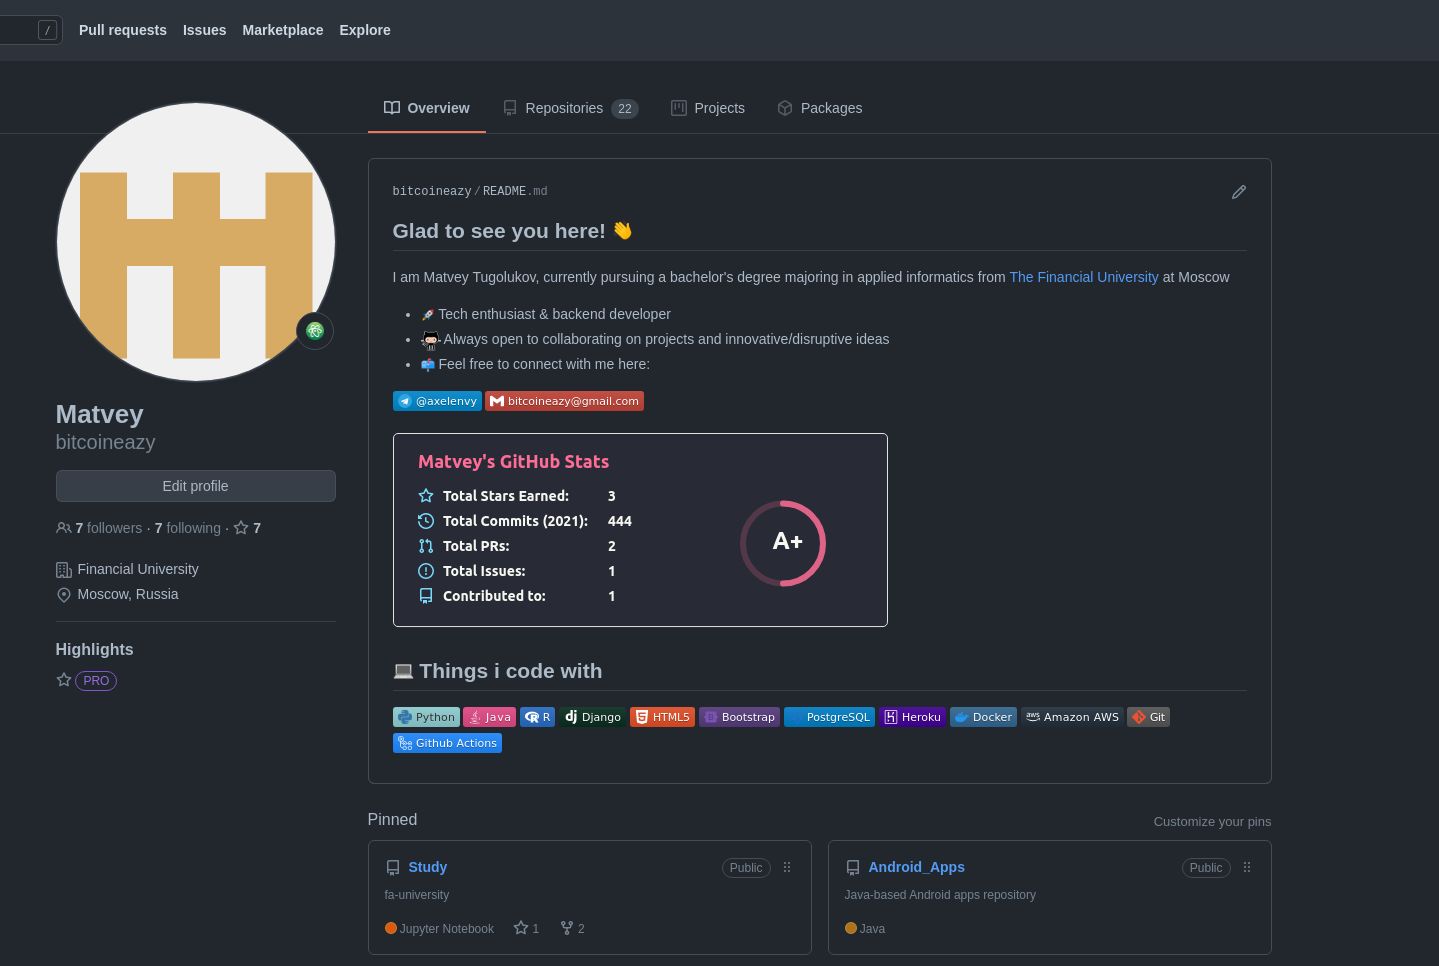 / Pull requests Issues Marketplace Explore
Overview Repositories 22 Projects Packages
Matvey
bitcoineazy
Edit profile
7 followers · 7 following · 7
Financial University
Moscow, Russia
Highlights
PRO
bitcoineazy/README.md
Glad to see you here! 👋
I am Matvey Tugolukov, currently pursuing a bachelor's degree majoring in applied informatics from The Financial University at Moscow
• 🚀 Tech enthusiast & backend developer
• Always open to collaborating on projects and innovative/disruptive ideas
• 📫 Feel free to connect with me here:
@axelenvy bitcoineazy@gmail.com
Matvey's GitHub Stats
Total Stars Earned: 3
Total Commits (2021): 444
Total PRs: 2
Total Issues: 1
Contributed to: 1
A+
💻 Things i code with
Python Java R dj Django HTML5 Bootstrap PostgreSQL Heroku Docker aws Amazon AWS Git
Github Actions
Pinned Customize your pins
Study Public
fa-university
Jupyter Notebook 1 2
Android_Apps Public
Java-based Android apps repository
Java